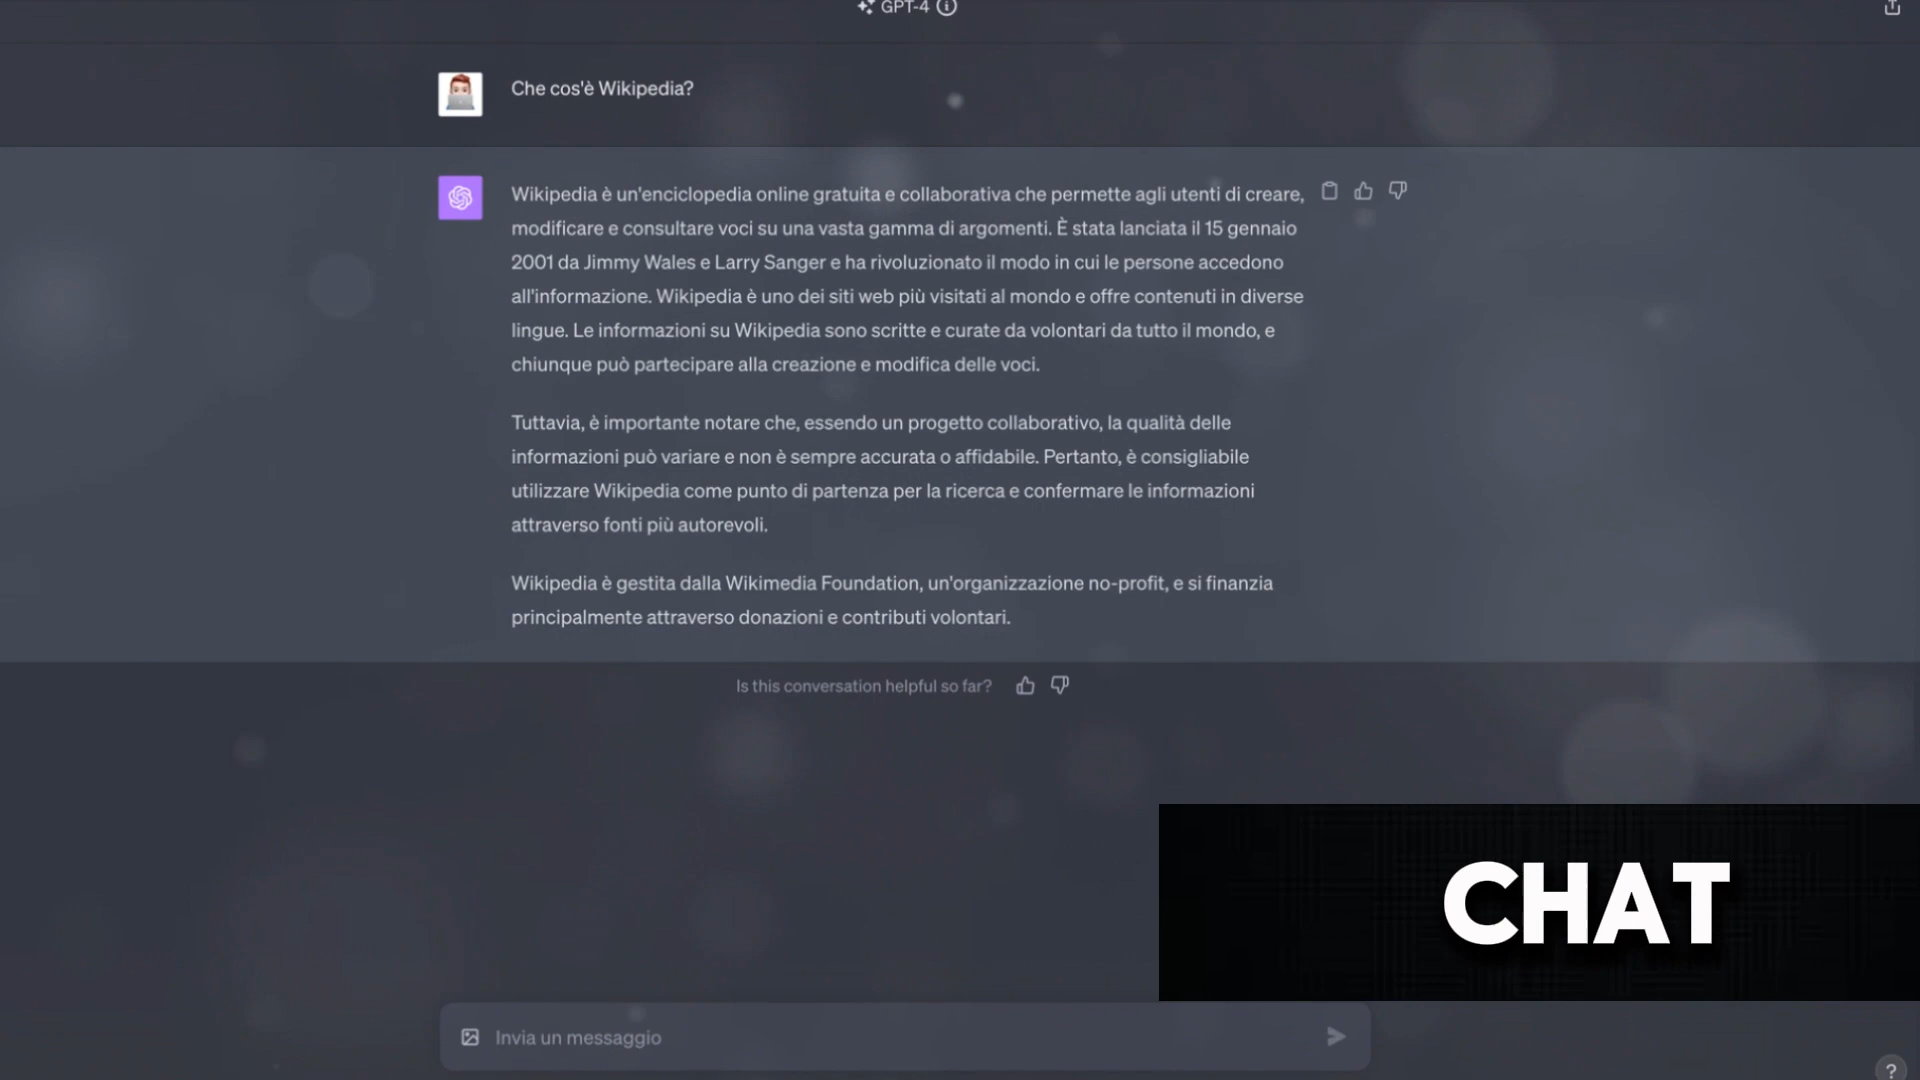 GPT-4
Che cos'è Wikipedia?
Wikipedia è un'enciclopedia online gratuita e collaborativa che permette agli utenti di creare,
modificare e consultare voci su una vasta gamma di argomenti. È stata lanciata il 15 gennaio
2001 da Jimmy Wales e Larry Sanger e ha rivoluzionato il modo in cui le persone accedono
all'informazione. Wikipedia è uno dei siti web più visitati al mondo e offre contenuti in diverse
lingue. Le informazioni su Wikipedia sono scritte e curate da volontari da tutto il mondo, e
chiunque può partecipare alla creazione e modifica delle voci.
Tuttavia, è importante notare che, essendo un progetto collaborativo, la qualità delle
informazioni può variare e non è sempre accurata o affidabile. Pertanto, è consigliabile
utilizzare Wikipedia come punto di partenza per la ricerca e confermare le informazioni
attraverso fonti più autorevoli.
Wikipedia è gestita dalla Wikimedia Foundation, un'organizzazione no-profit, e si finanzia
principalmente attraverso donazioni e contributi volontari.
Is this conversation helpful so far?
CHAT
Invia un messaggio
?